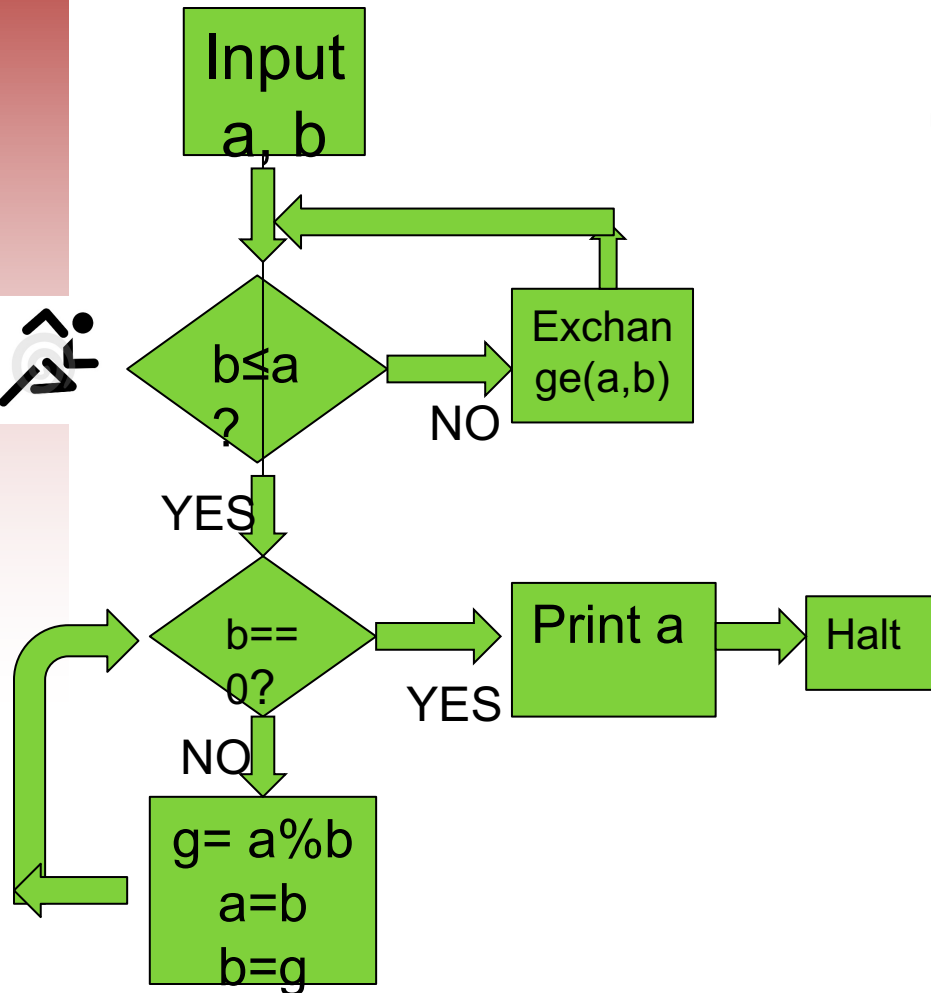 Input
a, b
b≤a
?
NO
Exchan
ge(a,b)
YES
b==
0?
YES
Print a
Halt
NO
g= a%b
a=b
b=g